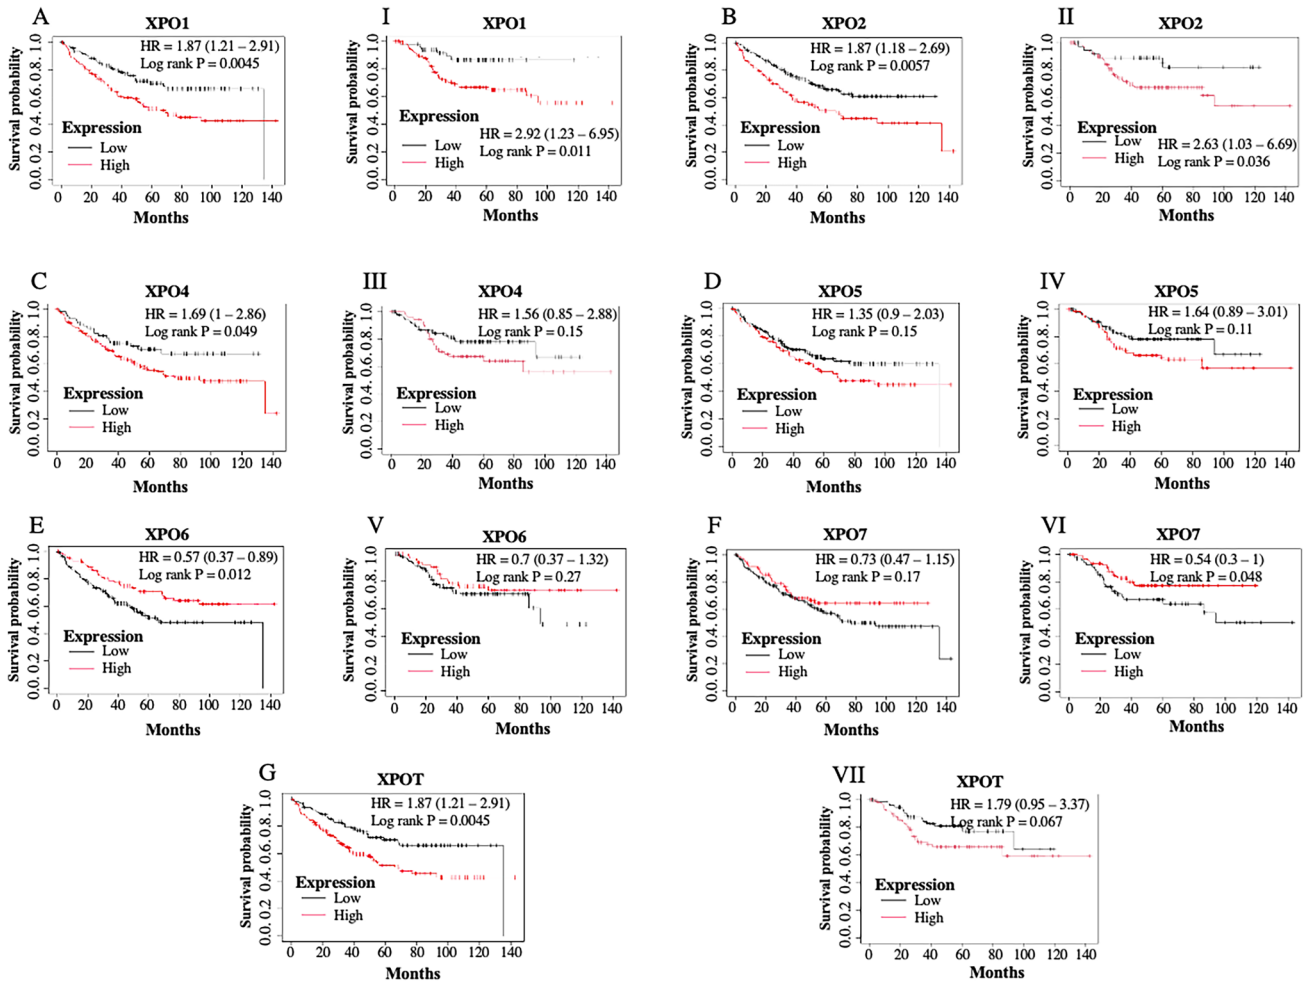 A
XPO1
HR = 1.87 (1.21 – 2.91)
Log rank P = 0.0045
Survival probability
0.0. 0.2 0.4 0.6. 0.8. 1.0
Expression
Low
High
0 20 40 60 80 100 120 140
Months
I
XPO1
HR = 2.92 (1.23 – 6.95)
Log rank P = 0.011
Survival probability
0.0. 0.2 0.4 0.6. 0.8. 1.0
Expression
Low
High
0 20 40 60 80 100 120 140
Months
B
XPO2
HR = 1.87 (1.18 – 2.69)
Log rank P = 0.0057
Survival probability
0.0. 0.2 0.4 0.6. 0.8. 1.0
Expression
Low
High
0 20 40 60 80 100 120 140
Months
II
XPO2
HR = 2.63 (1.03 – 6.69)
Log rank P = 0.036
Survival probability
0.0. 0.2 0.4 0.6. 0.8. 1.0
Expression
Low
High
0 20 40 60 80 100 120 140
Months
C
XPO4
HR = 1.69 (1 – 2.86)
Log rank P = 0.049
Survival probability
0.0. 0.2 0.4 0.6. 0.8. 1.0
Expression
Low
High
0 20 40 60 80 100 120 140
Months
III
XPO4
HR = 1.56 (0.85 – 2.88)
Log rank P = 0.15
Survival probability
0.0. 0.2 0.4 0.6. 0.8. 1.0
Expression
Low
High
0 20 40 60 80 100 120 140
Months
D
XPO5
HR = 1.35 (0.9 – 2.03)
Log rank P = 0.15
Survival probability
0.0. 0.2 0.4 0.6. 0.8. 1.0
Expression
Low
High
0 20 40 60 80 100 120 140
Months
IV
XPO5
HR = 1.64 (0.89 – 3.01)
Log rank P = 0.11
Survival probability
0.0. 0.2 0.4 0.6. 0.8. 1.0
Expression
Low
High
0 20 40 60 80 100 120 140
Months
E
XPO6
HR = 0.57 (0.37 – 0.89)
Log rank P = 0.012
Survival probability
0.0. 0.2 0.4 0.6. 0.8. 1.0
Expression
Low
High
0 20 40 60 80 100 120 140
Months
V
XPO6
HR = 0.7 (0.37 – 1.32)
Log rank P = 0.27
Survival probability
0.0. 0.2 0.4 0.6. 0.8. 1.0
Expression
Low
High
0 20 40 60 80 100 120 140
Months
F
XPO7
HR = 0.73 (0.47 – 1.15)
Log rank P = 0.17
Survival probability
0.0. 0.2 0.4 0.6. 0.8. 1.0
Expression
Low
High
0 20 40 60 80 100 120 140
Months
VI
XPO7
HR = 0.54 (0.3 – 1)
Log rank P = 0.048
Survival probability
0.0. 0.2 0.4 0.6. 0.8. 1.0
Expression
Low
High
0 20 40 60 80 100 120 140
Months
G
XPOT
HR = 1.87 (1.21 – 2.91)
Log rank P = 0.0045
Survival probability
0.0. 0.2 0.4 0.6. 0.8. 1.0
Expression
Low
High
0 20 40 60 80 100 120 140
Months
VII
XPOT
HR = 1.79 (0.95 – 3.37)
Log rank P = 0.067
Survival probability
0.0. 0.2 0.4 0.6. 0.8. 1.0
Expression
Low
High
0 20 40 60 80 100 120 140
Months